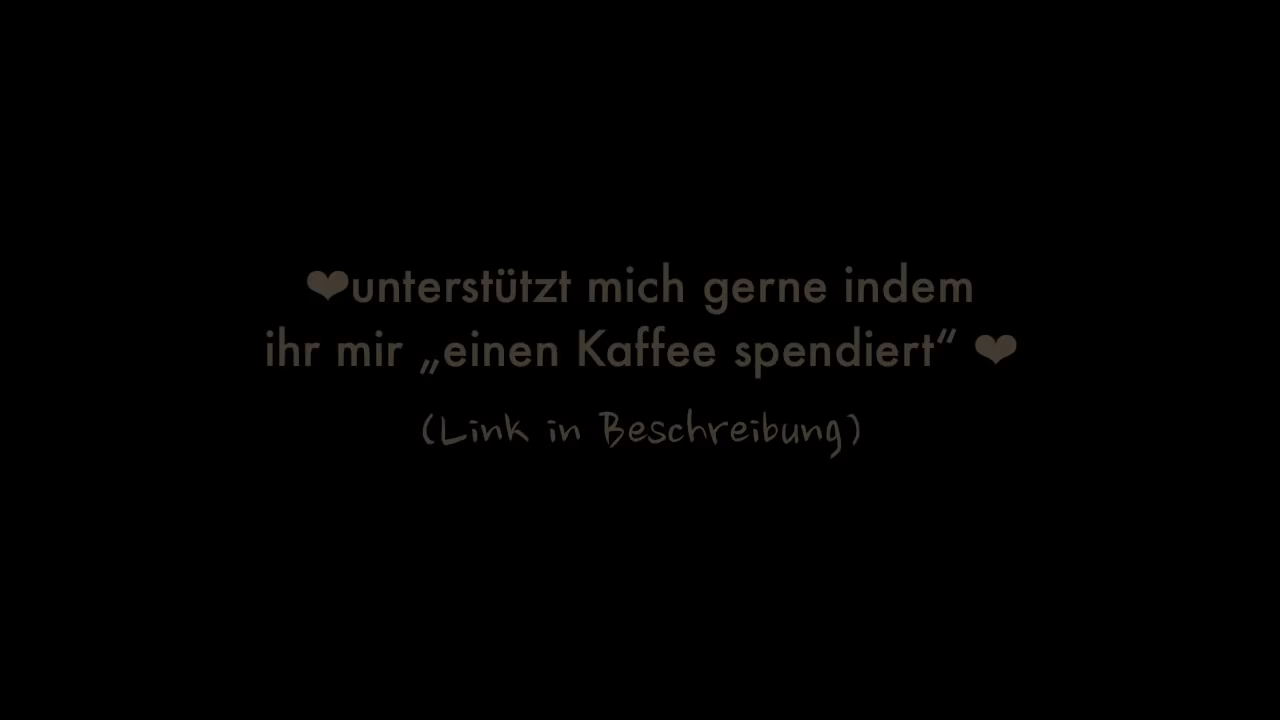 ❤unterstützt mich gerne indem
ihr mir „einen Kaffee spendiert“ ❤
(Link in Beschreibung)